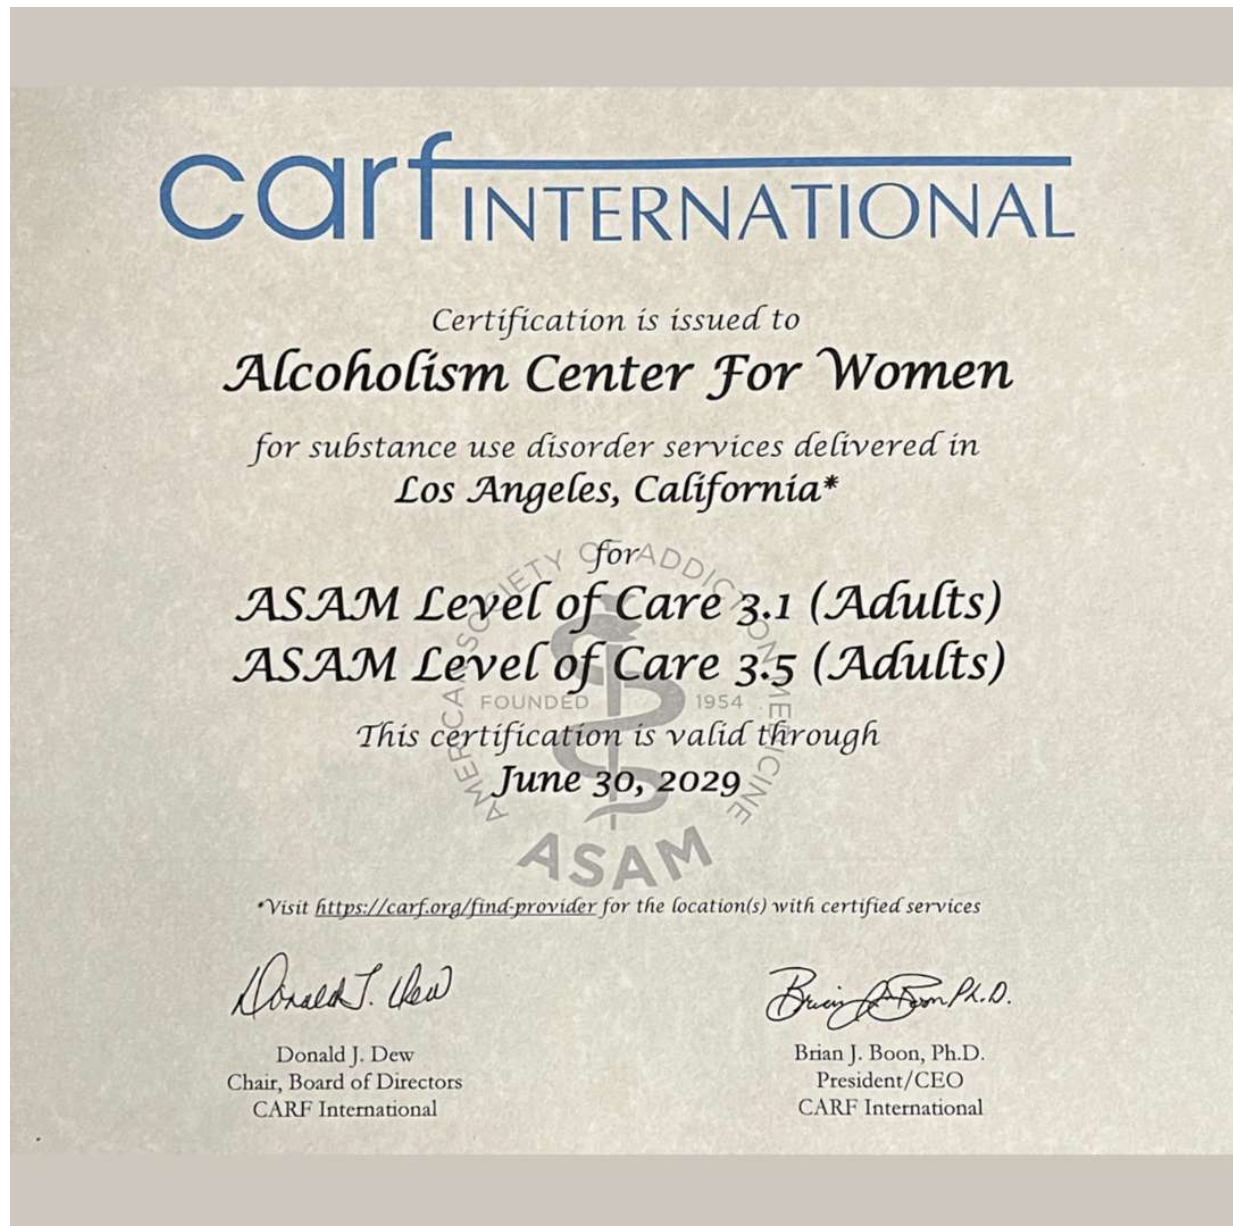 carf INTERNATIONAL
Certification is issued to
Alcoholism Center For Women
for substance use disorder services delivered in
Los Angeles, California*
for
ASAM Level of Care 3.1 (Adults)
ASAM Level of Care 3.5 (Adults)
AMERICAN SOCIETY OF ADDICTION MEDICINE
FOUNDED 1954
This certification is valid through
June 30, 2029
ASAM
*Visit https://carf.org/find-provider for the location(s) with certified services
Donald J. Dew
Brian J. Boon Ph.D.
Donald J. Dew
Chair, Board of Directors
CARF International
Brian J. Boon, Ph.D.
President/CEO
CARF International